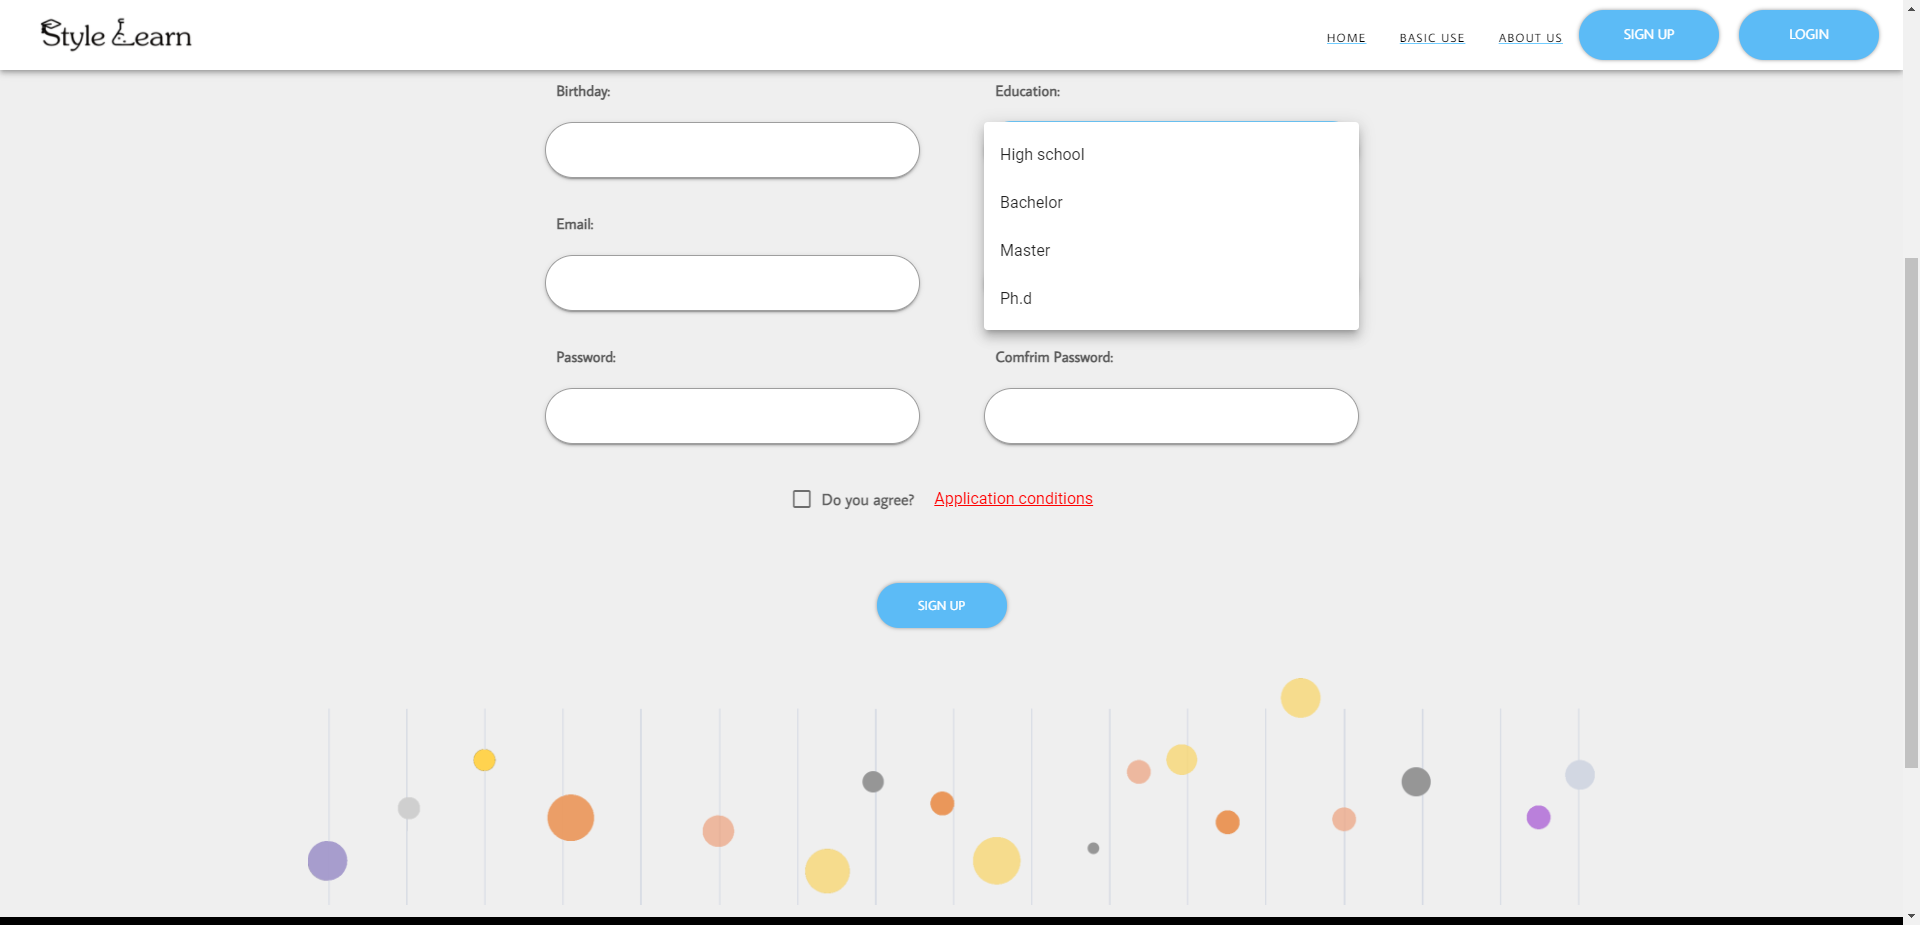 Style Learn
HOME BASIC USE ABOUT US SIGN UP LOGIN
Birthday: Education:
High school
Bachelor
Email:
Master
Ph.d
Password: Comfrim Password:
Do you agree? Application conditions
SIGN UP